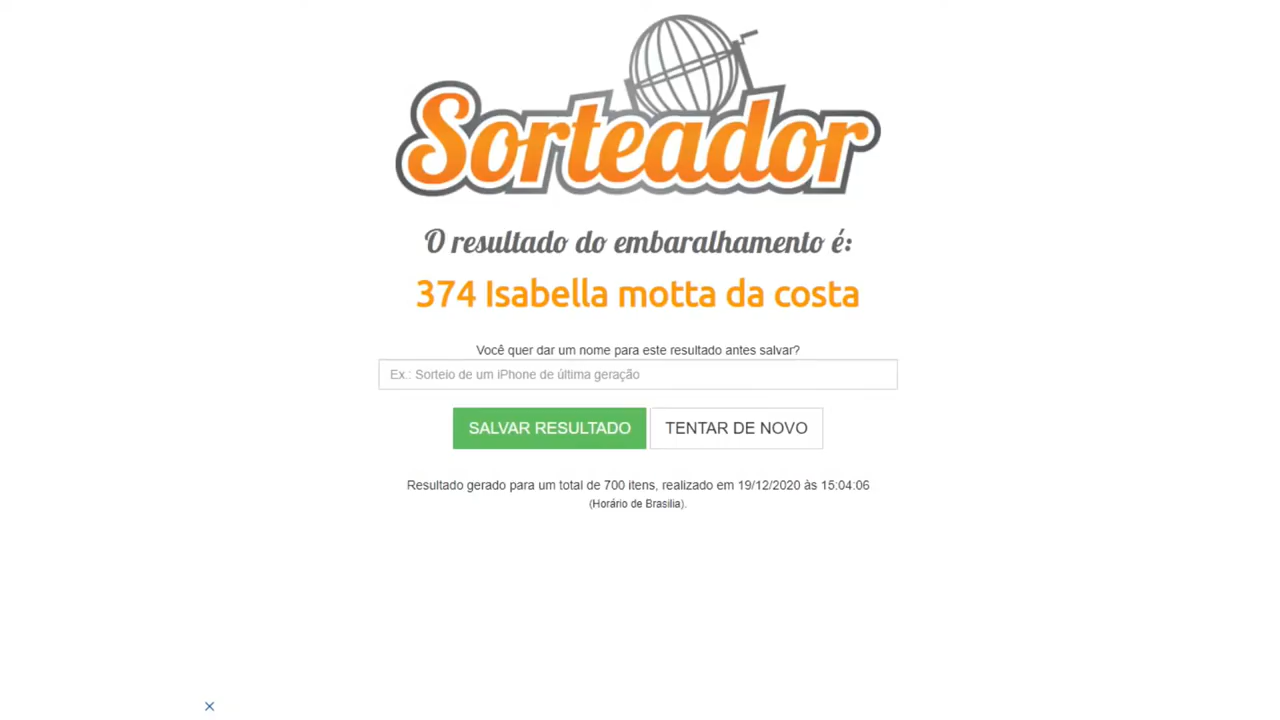 Sorteador
O resultado do embaralhamento é:
374 Isabella motta da costa
Você quer dar um nome para este resultado antes salvar?
Ex.: Sorteio de um iPhone de última geração
SALVAR RESULTADO TENTAR DE NOVO
Resultado gerado para um total de 700 itens, realizado em 19/12/2020 às 15:04:06
(Horário de Brasilia).